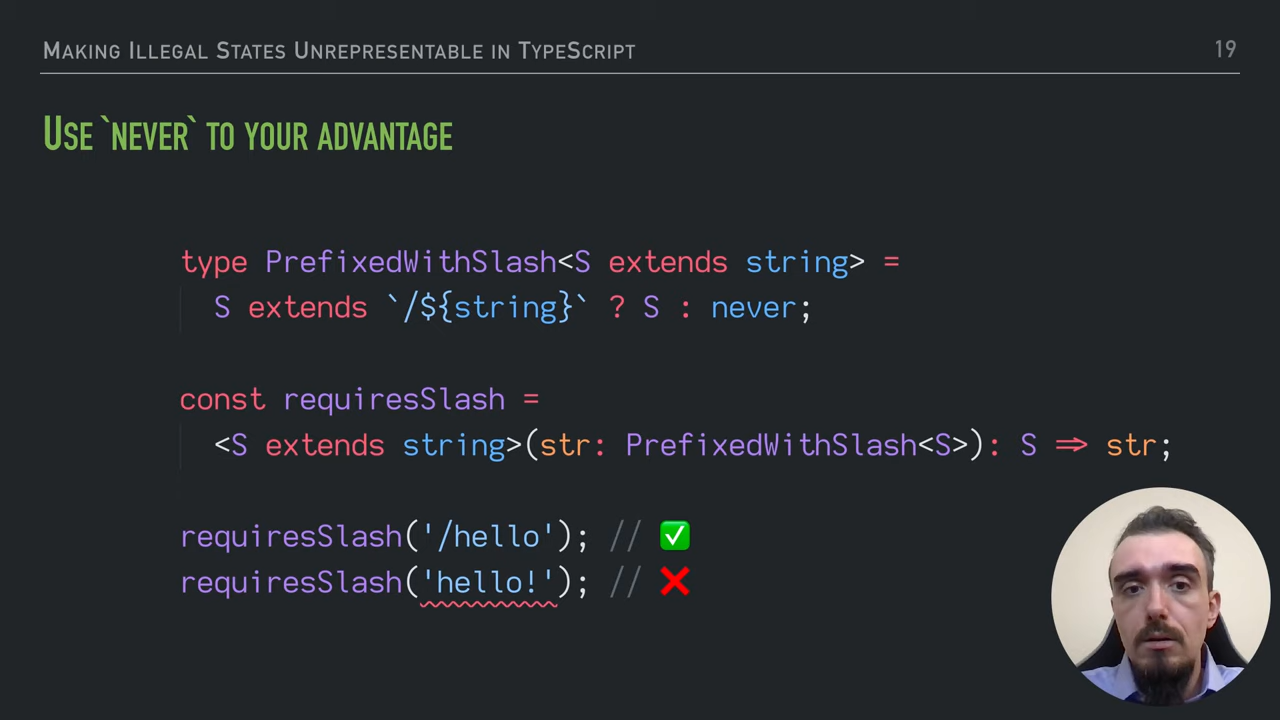 Making Illegal States Unrepresentable in TypeScript
19
Use `never` to your advantage
type PrefixedWithSlash<S extends string> =
S extends `/${string}` ? S : never;
const requiresSlash =
<S extends string>(str: PrefixedWithSlash<S>): S => str;
requiresSlash('/hello'); // ✅
requiresSlash('hello!'); // ❌